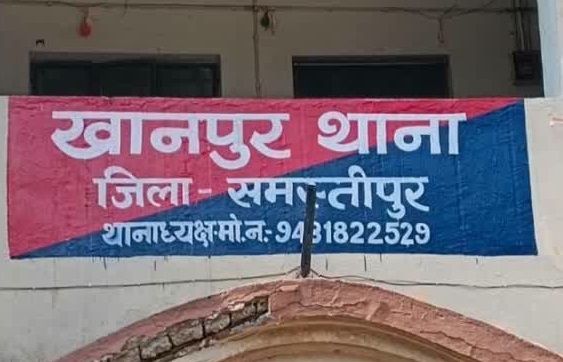 खानपुर थाना
जिला - समस्तीपुर
थानाध्यक्ष मो.न.:- 9431822529